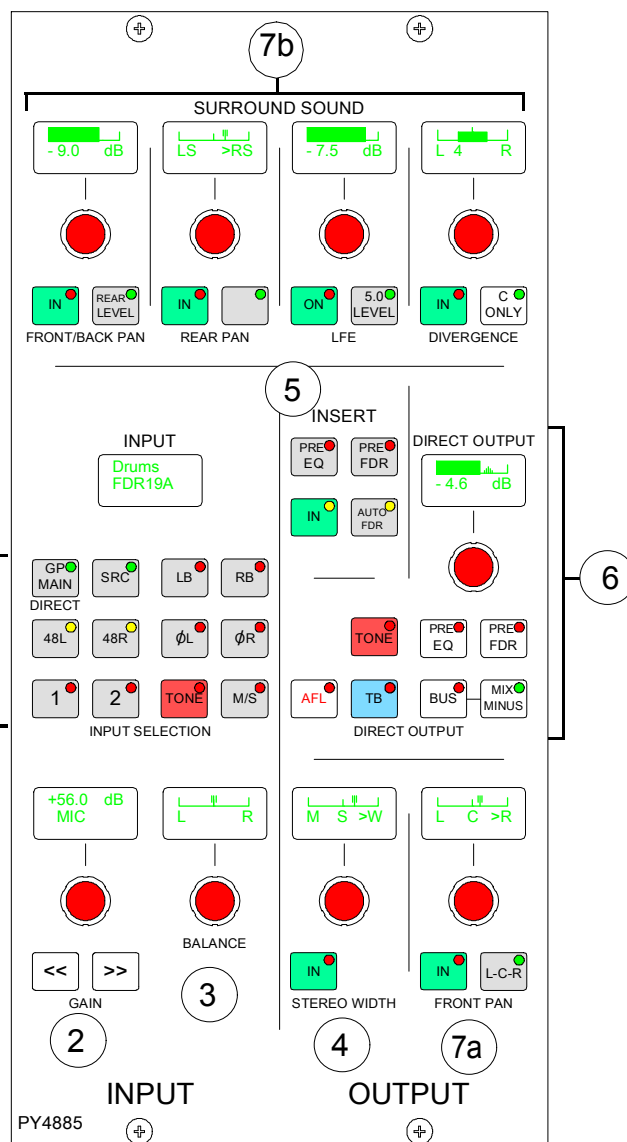 7b
SURROUND SOUND
- 9.0 dB
LS >RS
- 7.5 dB
L 4 R
IN
REAR
LEVEL
IN
ON
5.0
LEVEL
IN
C
ONLY
FRONT/BACK PAN
REAR PAN
LFE
DIVERGENCE
5
INPUT
Drums
FDR19A
INSERT
PRE
EQ
PRE
FDR
IN
AUTO
FDR
DIRECT OUTPUT
- 4.6 dB
6
GP
MAIN
DIRECT
SRC
LB
RB
48L
48R
ØL
ØR
1
2
TONE
M/S
INPUT SELECTION
TONE
PRE
EQ
PRE
FDR
AFL
TB
BUS
MIX
MINUS
DIRECT OUTPUT
+56.0 dB
MIC
L R
M S >W
L C >R
BALANCE
<<
>>
GAIN
IN
STEREO WIDTH
IN
L-C-R
FRONT PAN
2
3
4
7a
INPUT
OUTPUT
PY4885